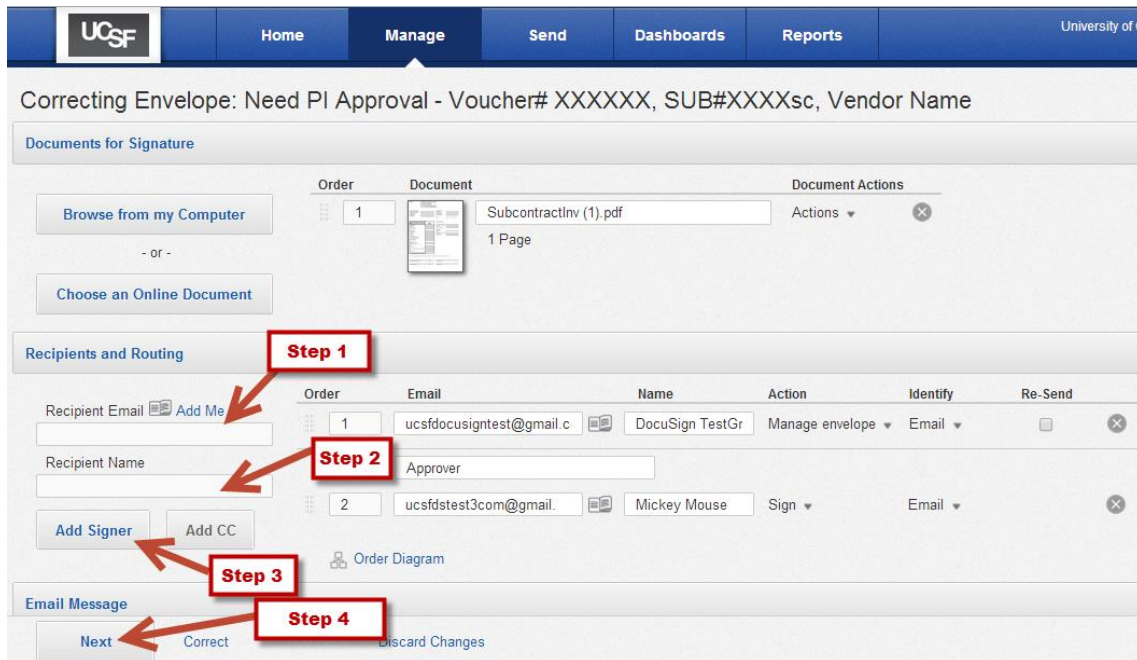 UCSF Home Manage Send Dashboards Reports University of
Correcting Envelope: Need PI Approval - Voucher# XXXXXX, SUB#XXXXsc, Vendor Name
Documents for Signature
Order Document Document Actions
Browse from my Computer 1 SubcontractInv (1).pdf Actions
1 Page
- or -
Choose an Online Document
Recipients and Routing Step 1
Order Email Name Action Identify Re-Send
Recipient Email Add Me
1 ucsfdocusigntest@gmail.c DocuSign TestGr Manage envelope Email
Recipient Name Step 2 Approver
2 ucsfdstest3com@gmail. Mickey Mouse Sign Email
Add Signer Add CC
Order Diagram
Step 3
Email Message
Step 4
Next Correct Discard Changes